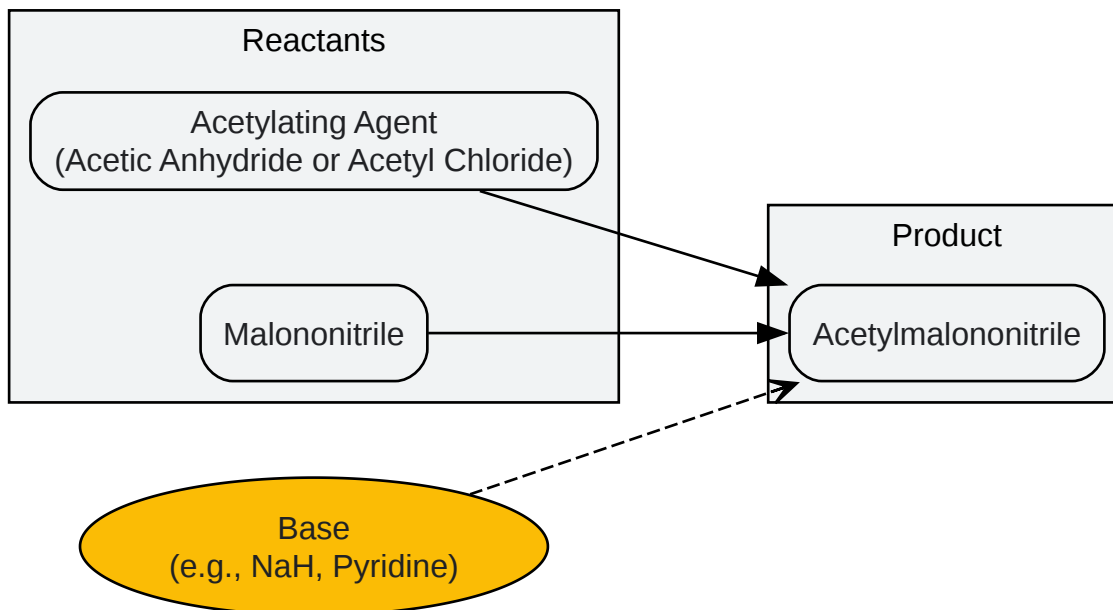 Reactants
Acetylating Agent
(Acetic Anhydride or Acetyl Chloride)
Malononitrile
Product
Acetylmalononitrile
Base
(e.g., NaH, Pyridine)